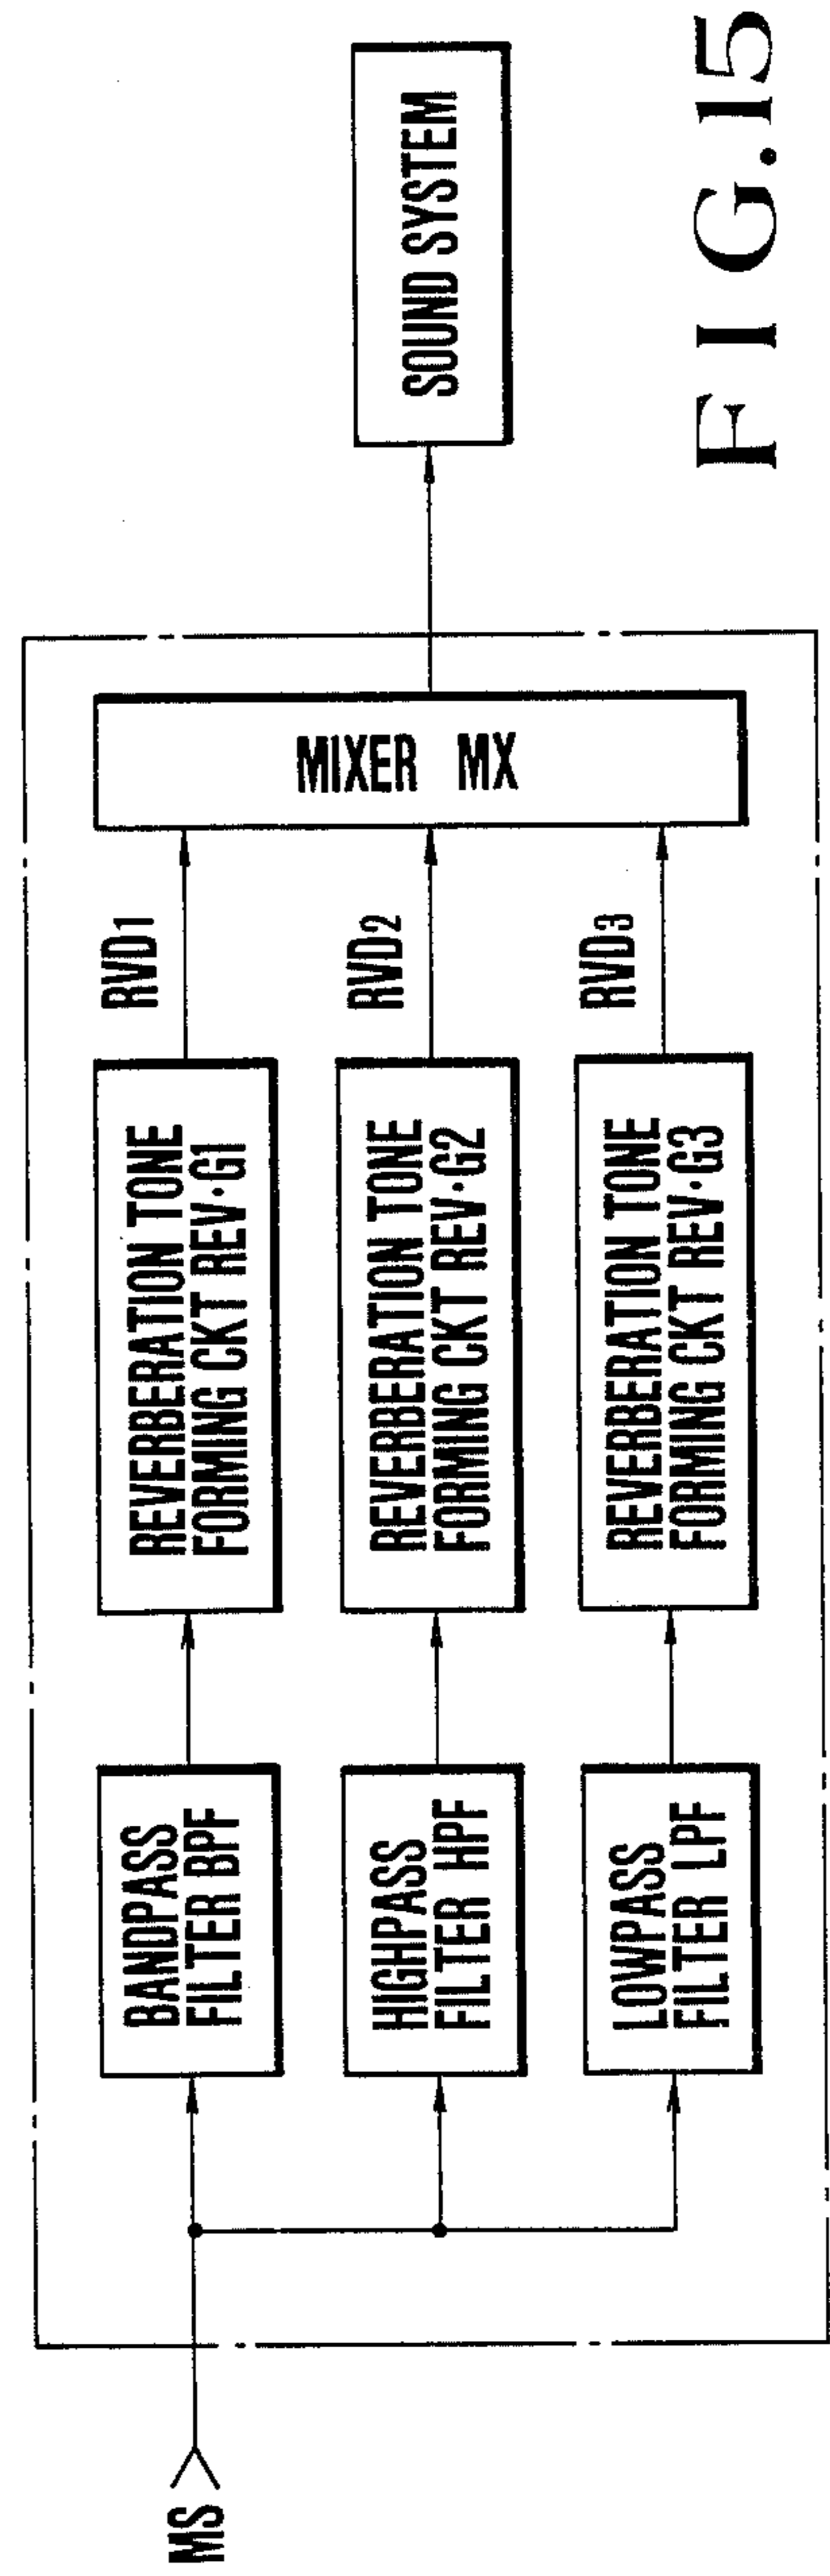 MS
BANDPASS
FILTER BPF
REVERBERATION TONE
FORMING CKT REV·G1
RVD1
HIGHPASS
FILTER HPF
REVERBERATION TONE
FORMING CKT REV·G2
RVD2
LOWPASS
FILTER LPF
REVERBERATION TONE
FORMING CKT REV·G3
RVD3
MIXER MX
SOUND SYSTEM
FIG.15